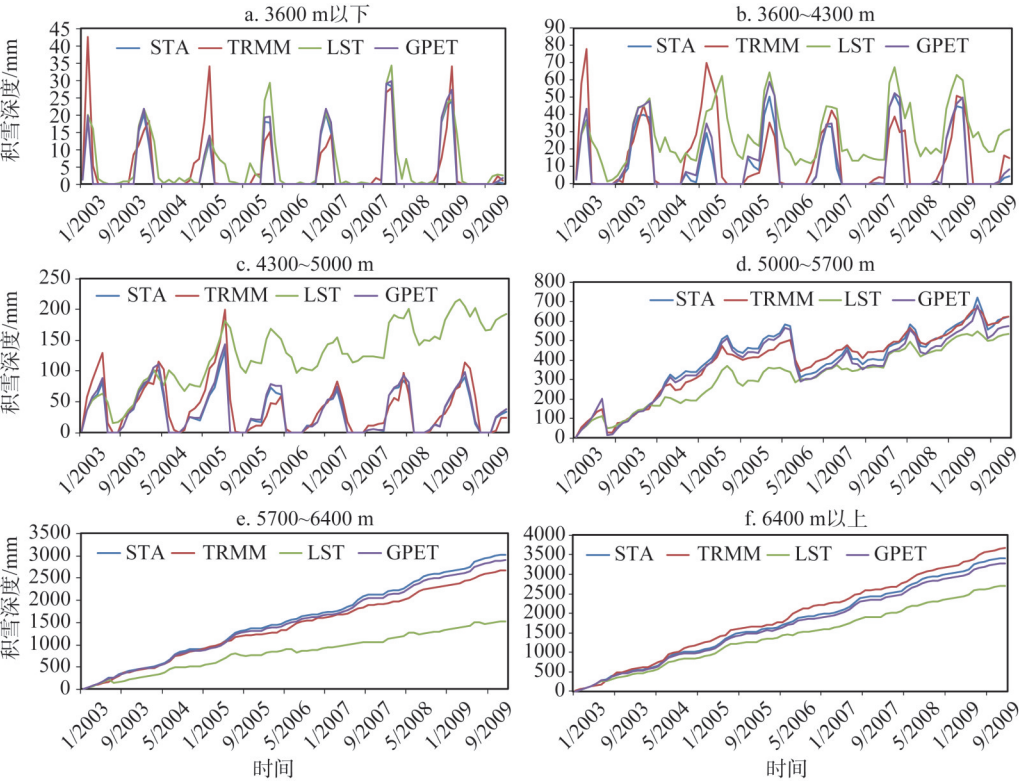 a. 3600 m以下
b. 3600~4300 m
积雪深度/mm
45
40
35
30
25
20
15
10
5
0
STA TRMM LST GPET
1/2003 9/2003 5/2004 1/2005 9/2005 5/2006 1/2007 9/2007 5/2008 1/2009 9/2009
90
80
70
60
50
40
30
20
10
0
STA TRMM LST GPET
1/2003 9/2003 5/2004 1/2005 9/2005 5/2006 1/2007 9/2007 5/2008 1/2009 9/2009
c. 4300~5000 m
d. 5000~5700 m
积雪深度/mm
250
200
150
100
50
0
STA TRMM LST GPET
1/2003 9/2003 5/2004 1/2005 9/2005 5/2006 1/2007 9/2007 5/2008 1/2009 9/2009
800
700
600
500
400
300
200
100
0
STA TRMM LST GPET
1/2003 9/2003 5/2004 1/2005 9/2005 5/2006 1/2007 9/2007 5/2008 1/2009 9/2009
e. 5700~6400 m
f. 6400 m以上
积雪深度/mm
3500
3000
2500
2000
1500
1000
500
0
STA TRMM LST GPET
1/2003 9/2003 5/2004 1/2005 9/2005 5/2006 1/2007 9/2007 5/2008 1/2009 9/2009
时间
4000
3500
3000
2500
2000
1500
1000
500
0
STA TRMM LST GPET
1/2003 9/2003 5/2004 1/2005 9/2005 5/2006 1/2007 9/2007 5/2008 1/2009 9/2009
时间